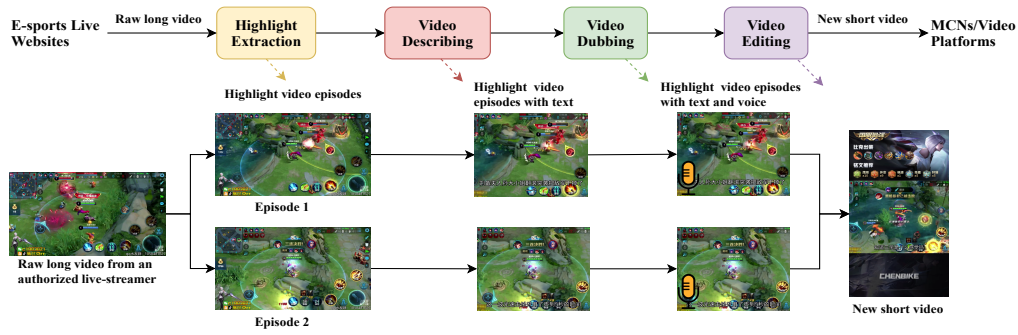 E-sports Live
Websites
Raw long video
Highlight
Extraction
Video
Describing
Video
Dubbing
Video
Editing
New short video
MCNs/Video
Platforms
Highlight video episodes
Highlight video
episodes with text
Highlight video episodes
with text and voice
Episode 1
Raw long video from an
authorized live-streamer
Episode 2
CHENBIKE
New short video